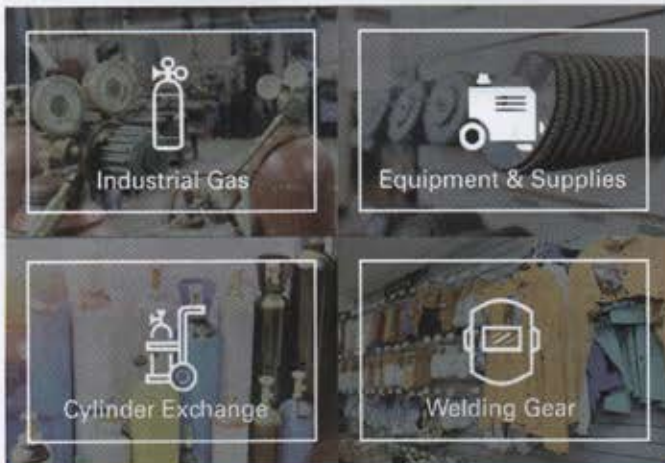 Industrial Gas
Equipment & Supplies
Cylinder Exchange
Welding Gear